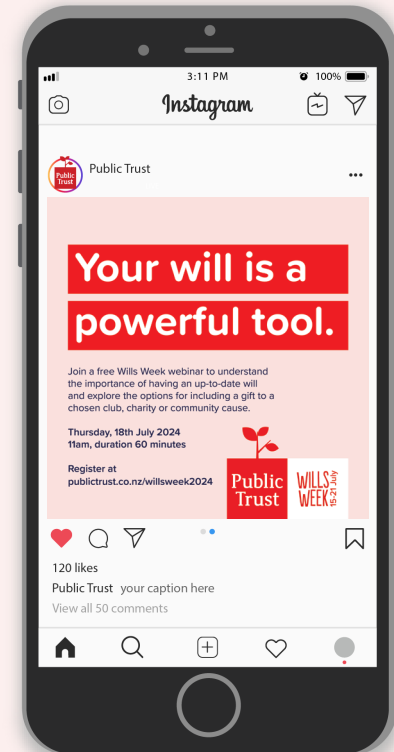 3:11 PM
100%
Instagram
Public
Trust
Public Trust
Your will is a
powerful tool.
Join a free Wills Week webinar to understand
the importance of having an up-to-date will
and explore the options for including a gift to a
chosen club, charity or community cause.
Thursday, 18th July 2024
11am, duration 60 minutes
Register at
publictrust.co.nz/willsweek2024
Public
Trust
WILLS
WEEK
15-21 July
120 likes
Public Trust your caption here
View all 50 comments